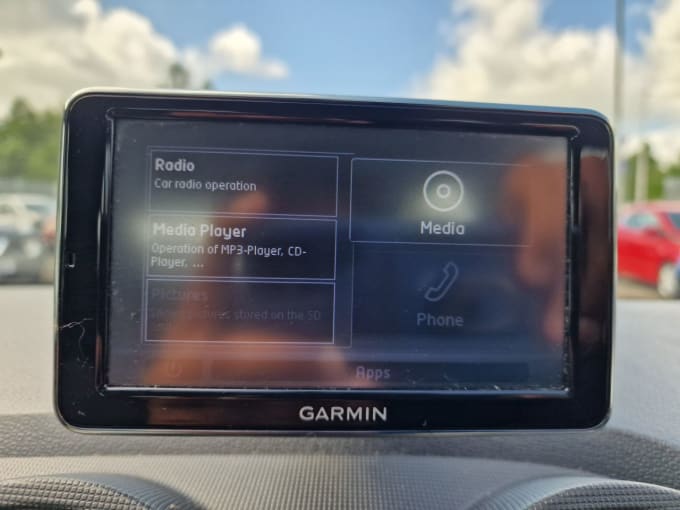 Radio
Car radio operation
Media Player
Operation of MP3-Player, CD-
Player, ...
Pictures
stored on the SD
Media
Phone
Apps
GARMIN